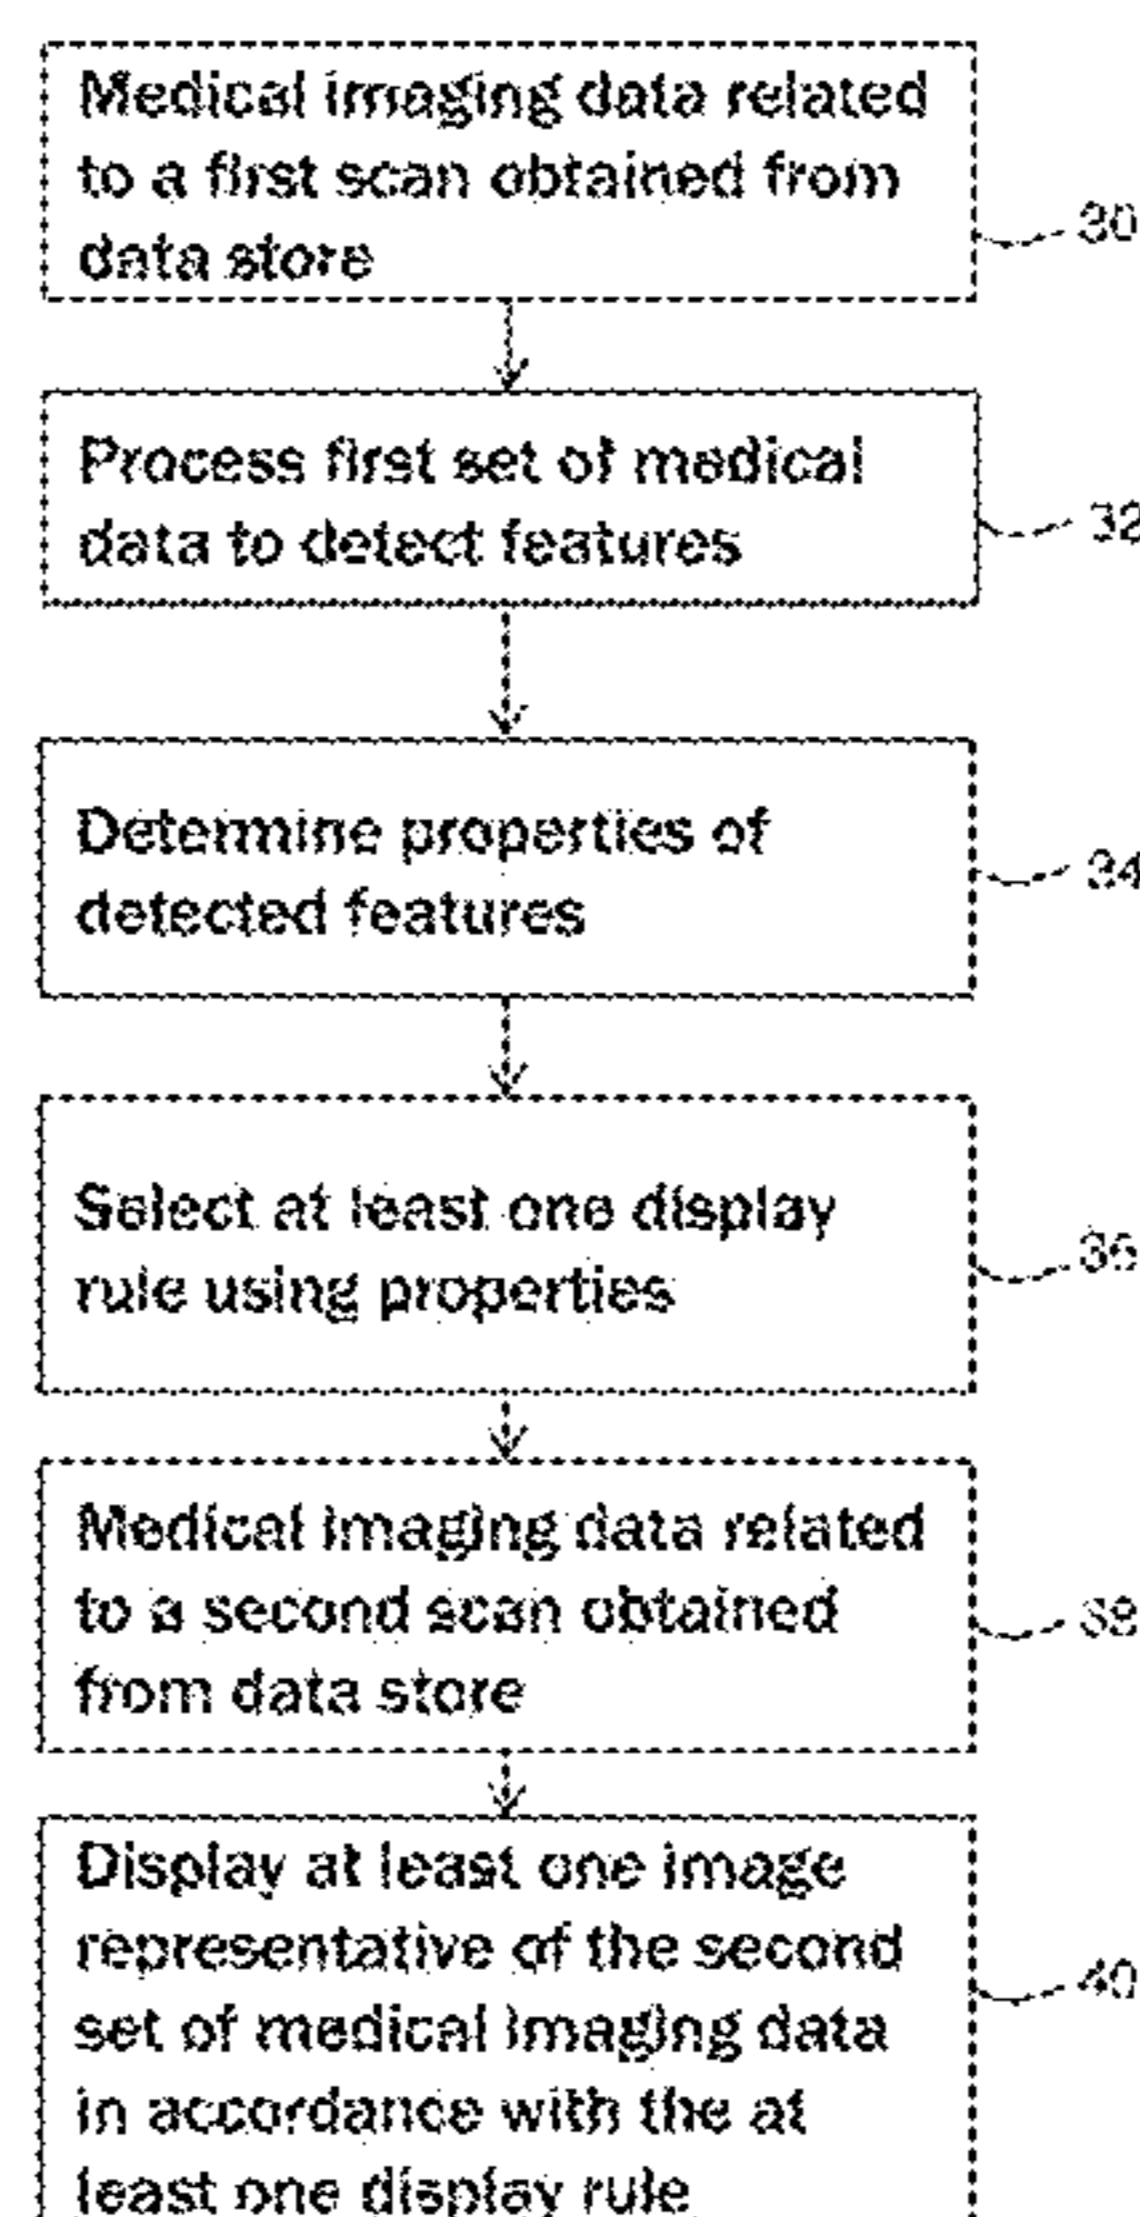 Medical imaging data related
to a first scan obtained from
data store
30
Process first set of medical
data to detect features
32
Determine properties of
detected features
34
Select at least one display
rule using properties
36
Medical imaging data related
to a second scan obtained
from data store
38
Display at least one image
representative of the second
set of medical imaging data
in accordance with the at
least one display rule
40